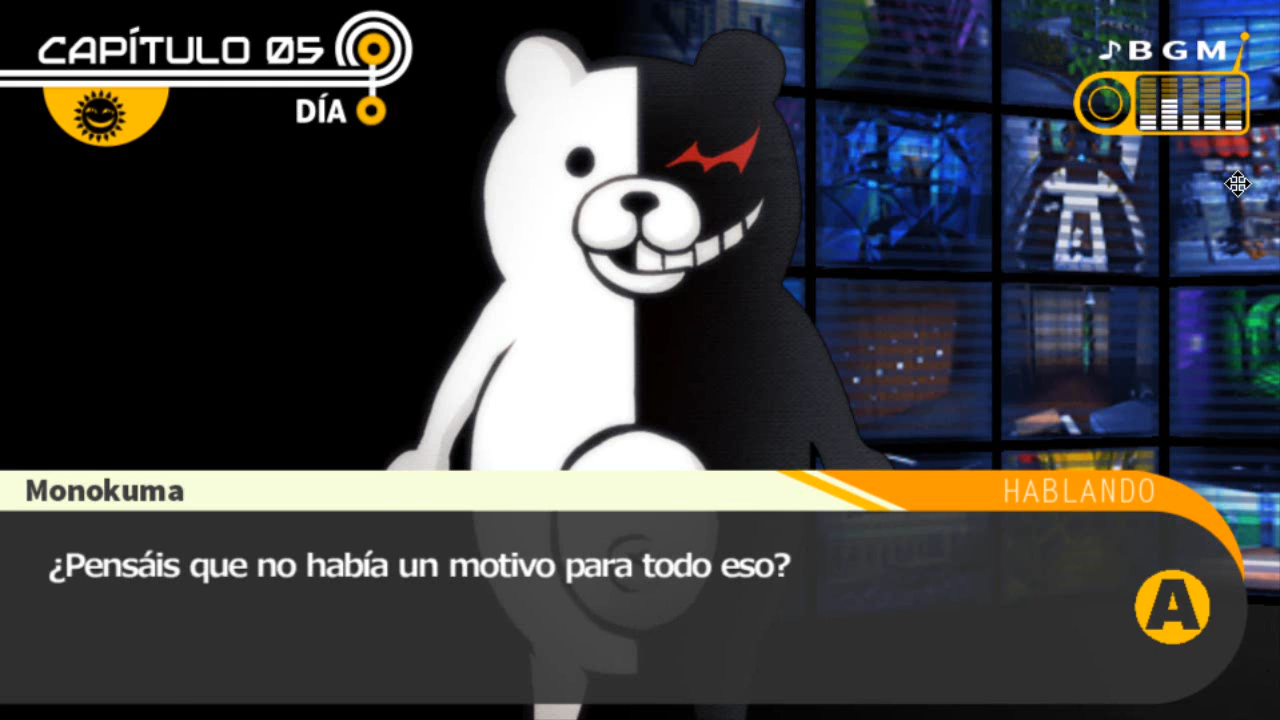 CAPÍTULO 05
♪BGM
DÍA
Monokuma
HABLANDO
¿Pensáis que no había un motivo para todo eso?
A